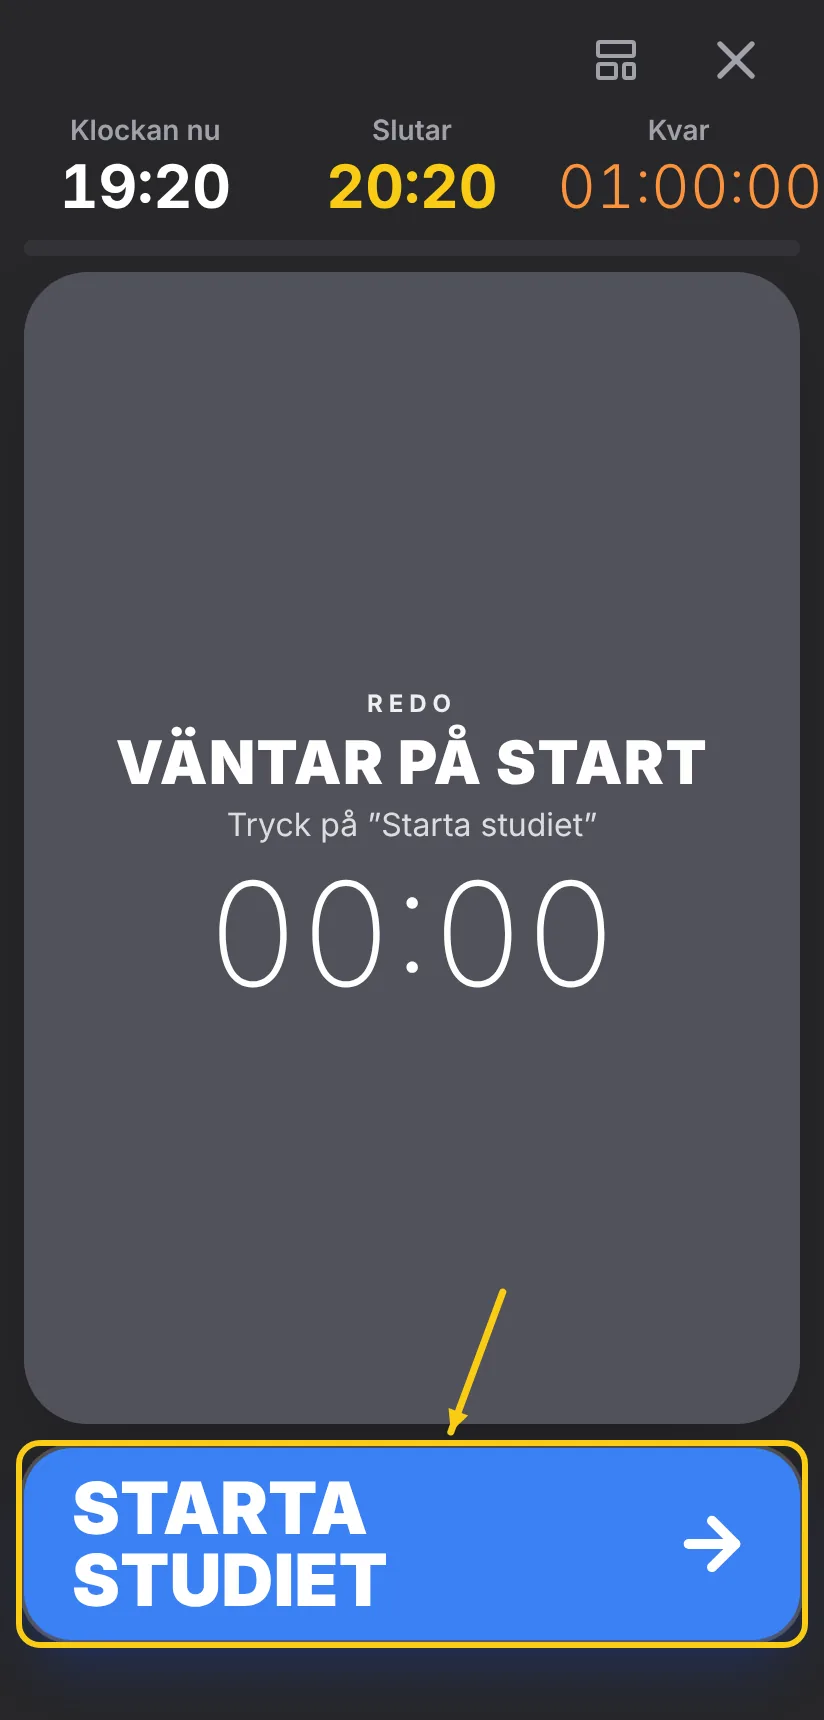 Klockan nu Slutar Kvar
19:20 20:20 01:00:00
REDO
VÄNTAR PÅ START
Tryck på ”Starta studiet”
00:00
STARTA
STUDIET